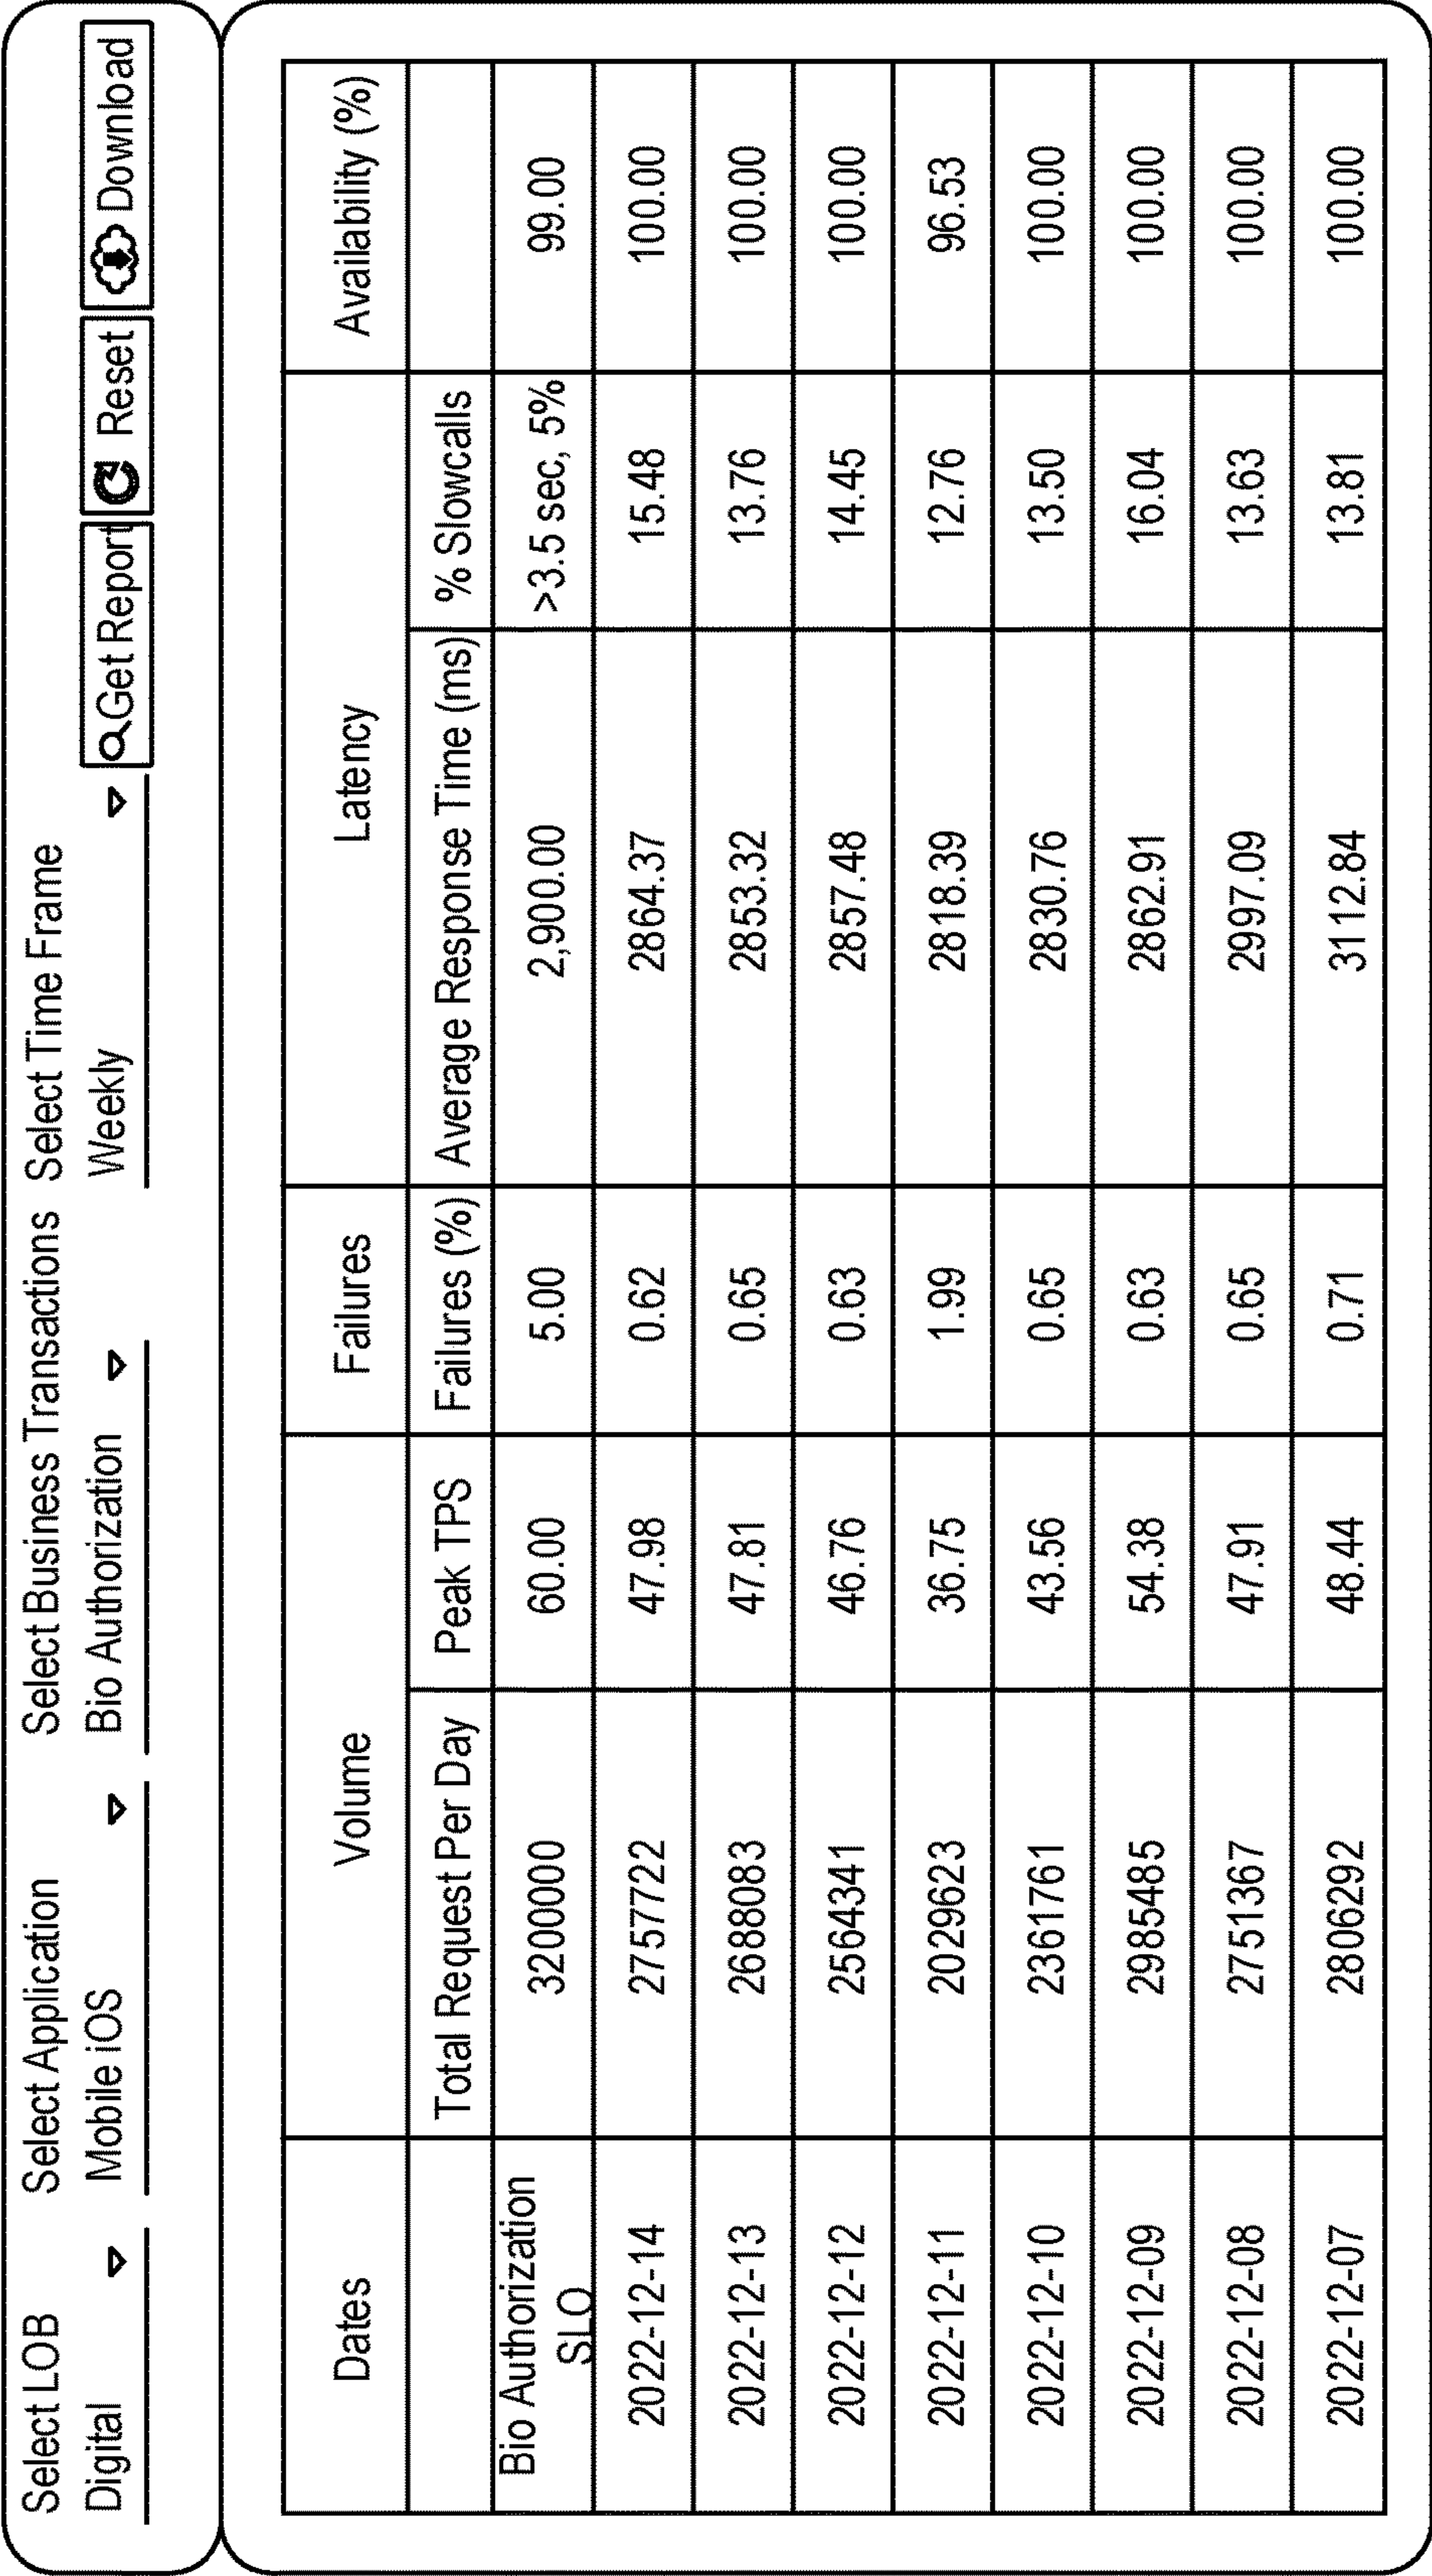 Select LOB Select Application Select Business Transactions Select Time Frame
Digital Mobile iOS Bio Authorization Weekly Get Report Reset Download
Dates Volume Failures Latency Availability (%)
Total Request Per Day Peak TPS Failures (%) Average Response Time (ms) % Slowcalls
Bio Authorization SLO 3200000 60.00 5.00 2,900.00 >3.5 sec, 5% 99.00
2022-12-14 2757722 47.98 0.62 2864.37 15.48 100.00
2022-12-13 2688083 47.81 0.65 2853.32 13.76 100.00
2022-12-12 2564341 46.76 0.63 2857.48 14.45 100.00
2022-12-11 2029623 36.75 1.99 2818.39 12.76 96.53
2022-12-10 2361761 43.56 0.65 2830.76 13.50 100.00
2022-12-09 2985485 54.38 0.63 2862.91 16.04 100.00
2022-12-08 2751367 47.91 0.65 2997.09 13.63 100.00
2022-12-07 2806292 48.44 0.71 3112.84 13.81 100.00